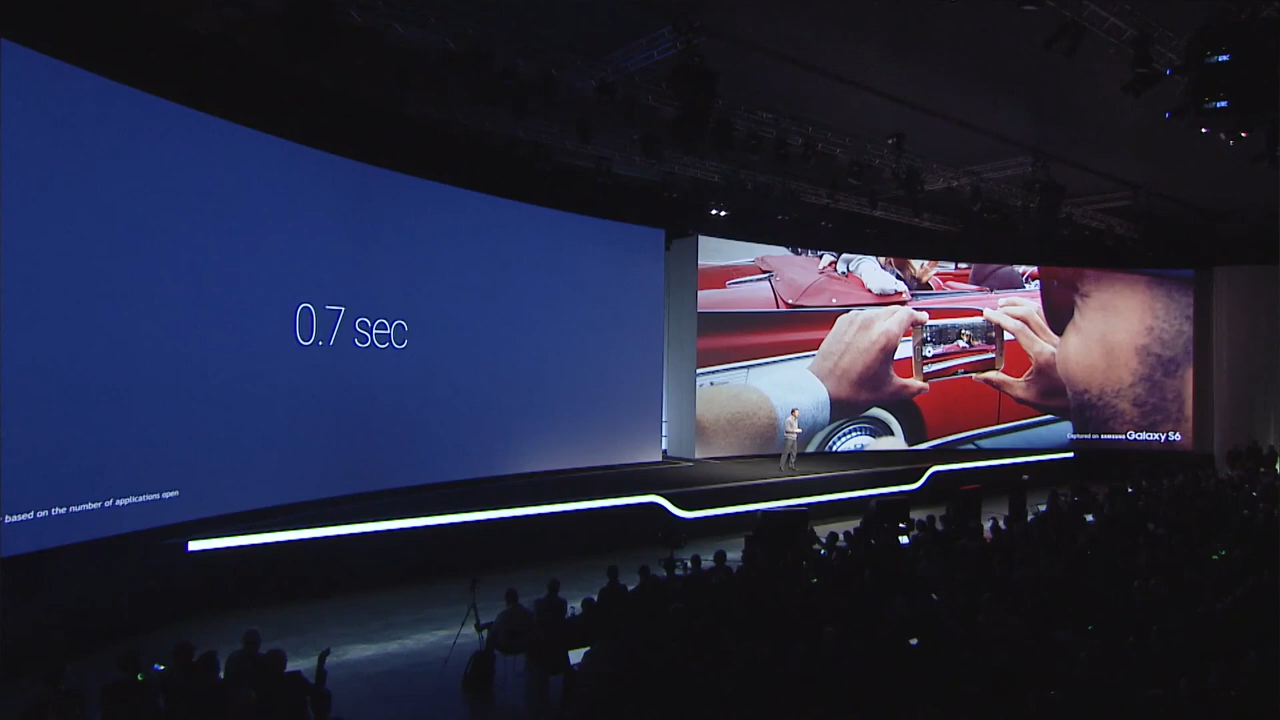 0.7 sec
based on the number of applications open
Captured on SAMSUNG Galaxy S6